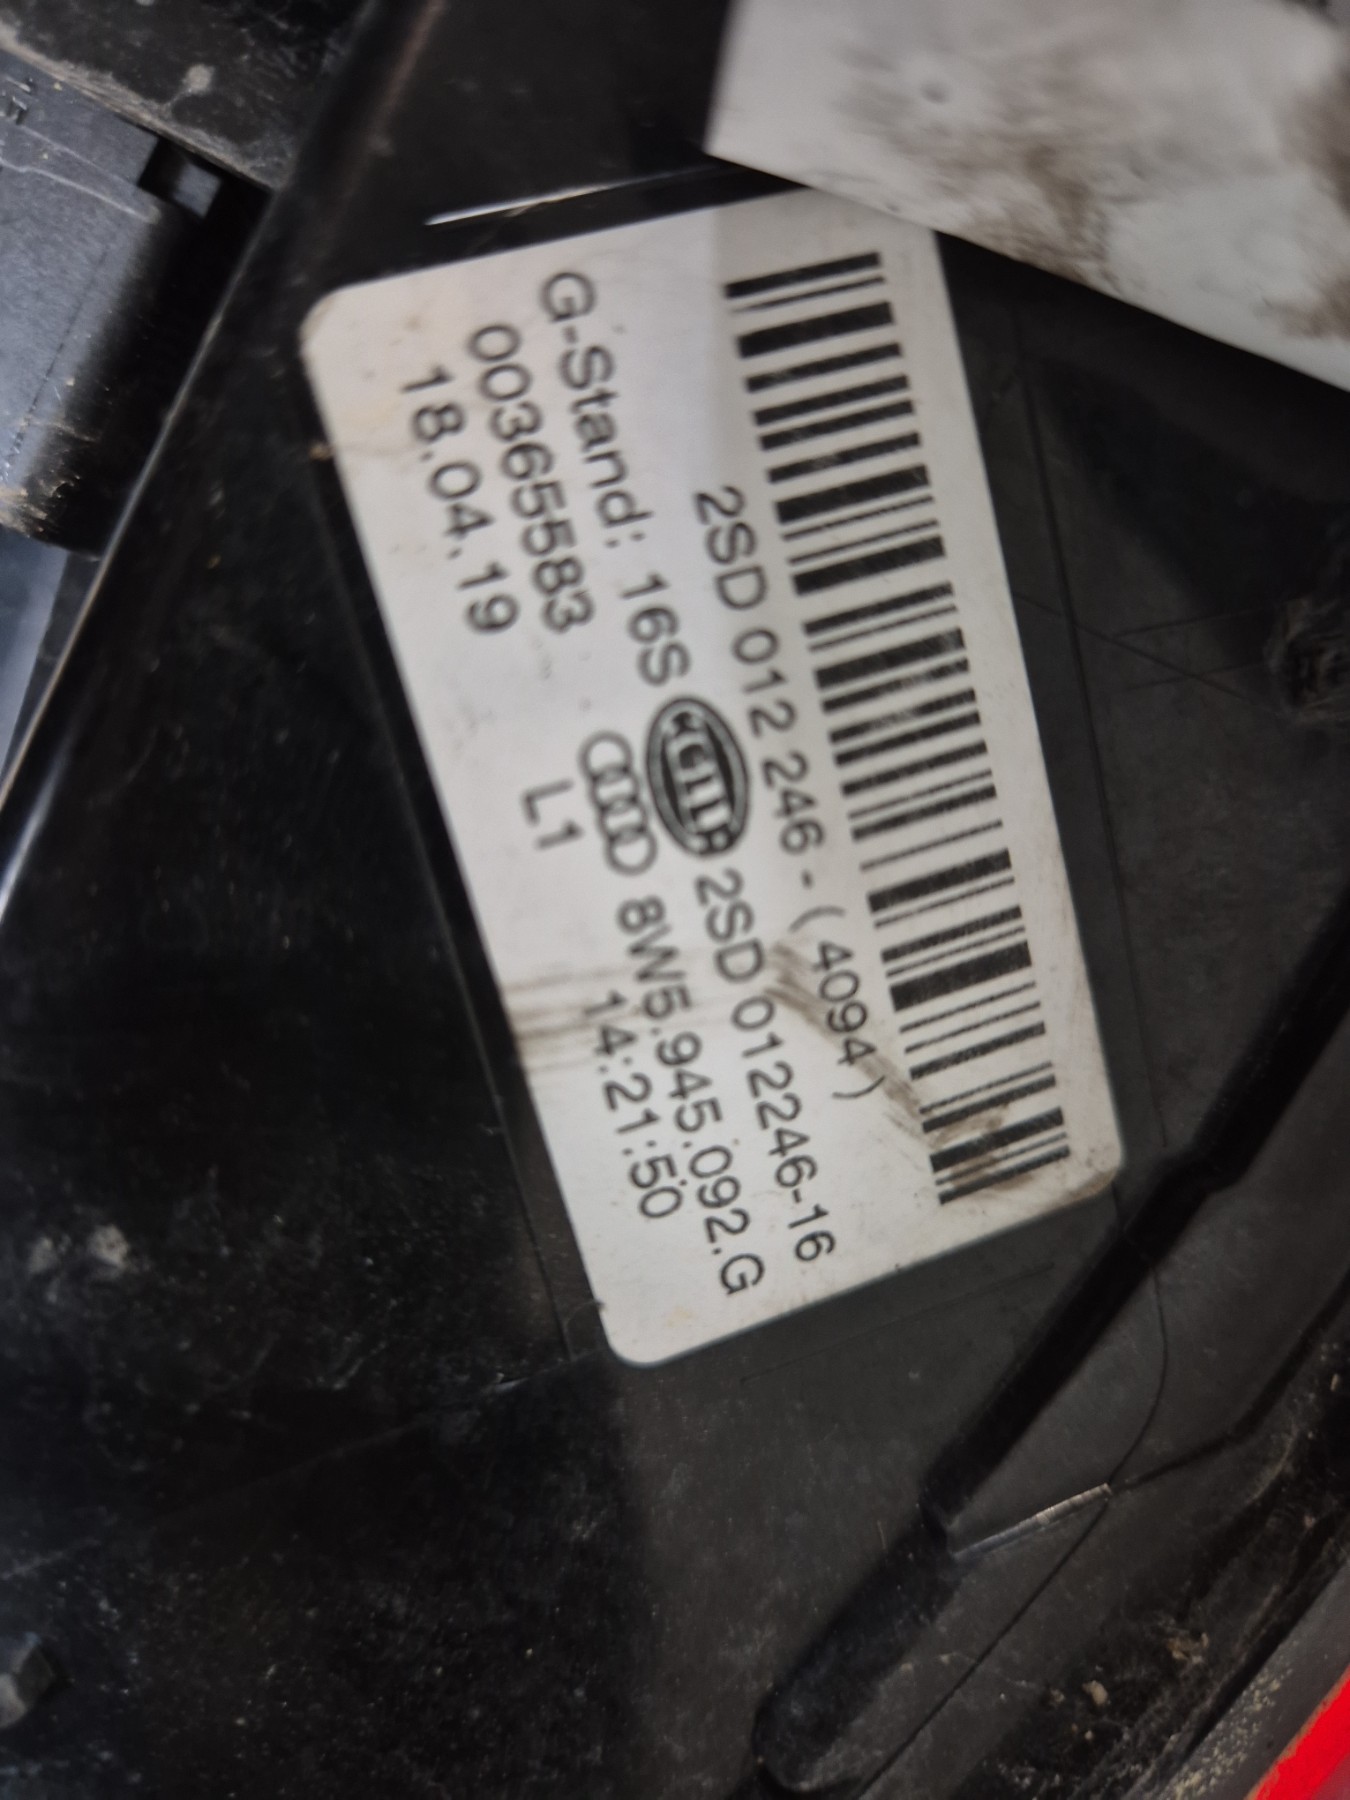 2SD 012 246 - ( 4094 )
G-Stand: 16S HELLA 2SD 012246-16
00365583 8W5.945.092.G
18.04.19 L1 14:21:50